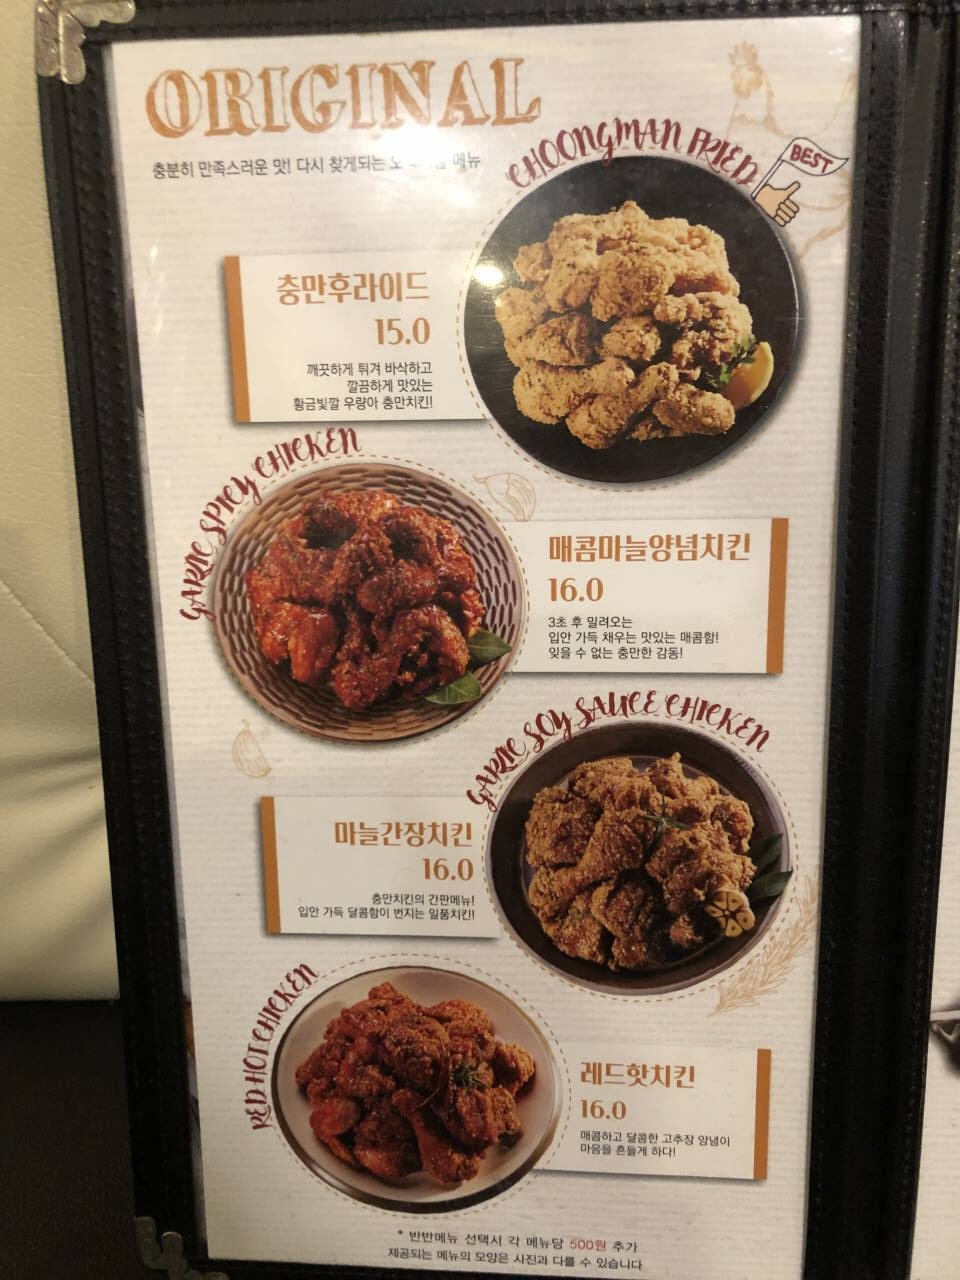 ORIGINAL
충분히 만족스러운 맛! 다시 찾게되는 메뉴
CHOONGMAN FRIED
BEST
충만후라이드
15.0
깨끗하게 튀겨 바삭하고
깔끔하게 맛있는
황금빛깔 우량아 충만치킨!
GARLIC SPICY CHICKEN
매콤마늘양념치킨
16.0
3초 후 밀려오는
입안 가득 채우는 맛있는 매콤함!
잊을 수 없는 충만한 감동!
GARLIC SOY SAUCE CHICKEN
마늘간장치킨
16.0
충만치킨의 간판메뉴!
입안 가득 달콤함이 번지는 일품치킨!
RED HOT CHICKEN
레드핫치킨
16.0
매콤하고 달콤한 고추장 양념이
마음을 흔들게 하다!
* 반반메뉴 선택시 각 메뉴당 500원 추가
제공되는 메뉴의 모양은 사진과 다를 수 있습니다